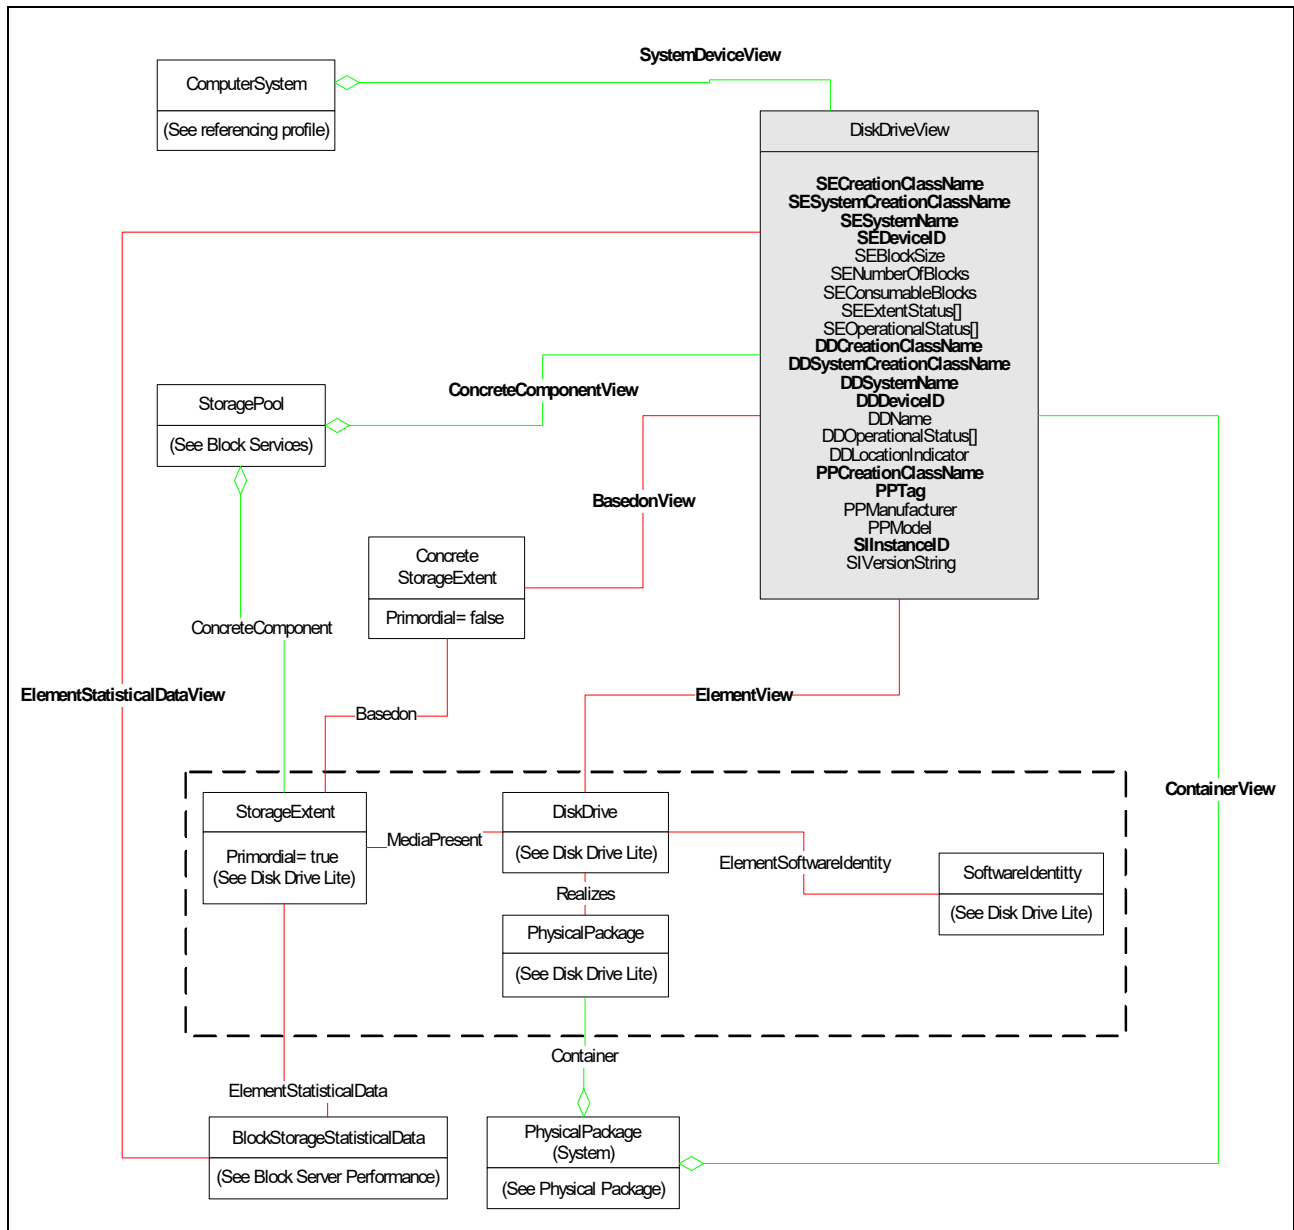 SystemDeviceView
ComputerSystem
(See referencing profile)
DiskDriveView
SECreationClassName
SESystemCreationClassName
SESystemName
SEDeviceID
SEBlockSize
SENumberOfBlocks
SEConsumableBlocks
SEExtentStatus[]
SEOperationalStatus[]
DDCreationClassName
DDSystemCreationClassName
DDSystemName
DDDeviceID
DDName
DDOperationalStatus[]
DDLocationIndicator
PPCreationClassName
PPTag
PPManufacturer
PPModel
SIInstanceID
SIVersionString
ConcreteComponentView
StoragePool
(See Block Services)
BasedonView
Concrete
StorageExtent
Primordial= false
ConcreteComponent
ElementStatisticalDataView
ElementView
Basedon
ContainerView
StorageExtent
Primordial= true
(See Disk Drive Lite)
MediaPresent
DiskDrive
(See Disk Drive Lite)
ElementSoftwareIdentity
SoftwareIdentitty
(See Disk Drive Lite)
Realizes
PhysicalPackage
(See Disk Drive Lite)
Container
ElementStatisticalData
BlockStorageStatisticalData
(See Block Server Performance)
PhysicalPackage
(System)
(See Physical Package)